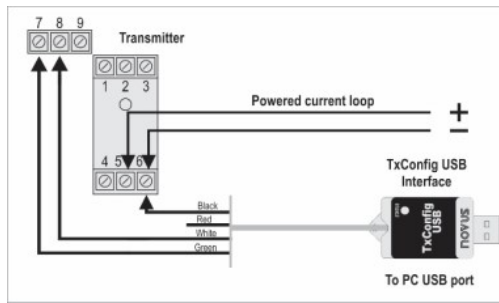 7 8 9
Transmitter
1 2 3
Powered current loop
+
−
4 5 6
TxConfig USB
Interface
Black
Red
White
Green
TxConfig
USB
novus
To PC USB port